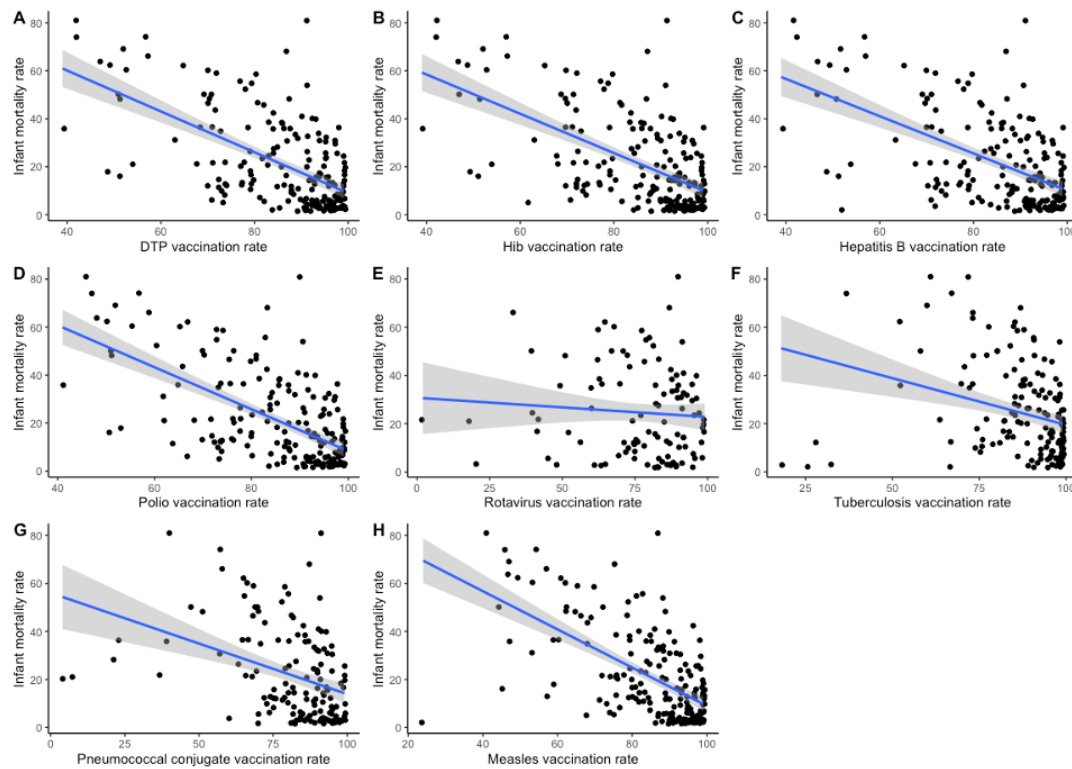 A B C
Infant mortality rate Infant mortality rate Infant mortality rate
80 80 80
60 60 60
40 40 40
20 20 20
0 0 0
40 60 80 100 40 60 80 100 40 60 80 100
DTP vaccination rate Hib vaccination rate Hepatitis B vaccination rate
D E F
Infant mortality rate Infant mortality rate Infant mortality rate
80 80 80
60 60 60
40 40 40
20 20 20
0 0 0
40 60 80 100 0 25 50 75 100 25 50 75 100
Polio vaccination rate Rotavirus vaccination rate Tuberculosis vaccination rate
G H
Infant mortality rate Infant mortality rate
80 80
60 60
40 40
20 20
0 0
0 25 50 75 100 20 40 60 80 100
Pneumococcal conjugate vaccination rate Measles vaccination rate